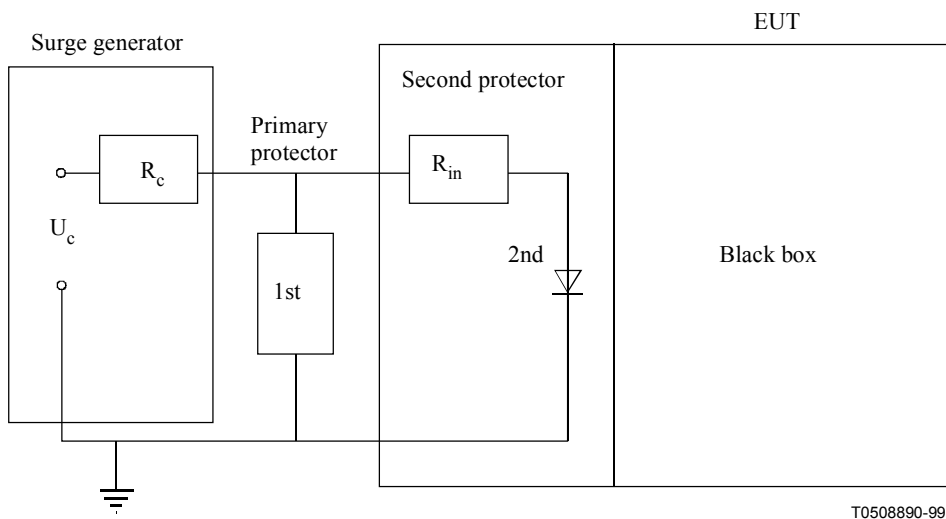 EUT
Surge generator
Second protector
Primary
protector
R_c
R_in
U_c
2nd
Black box
1st
T0508890-99